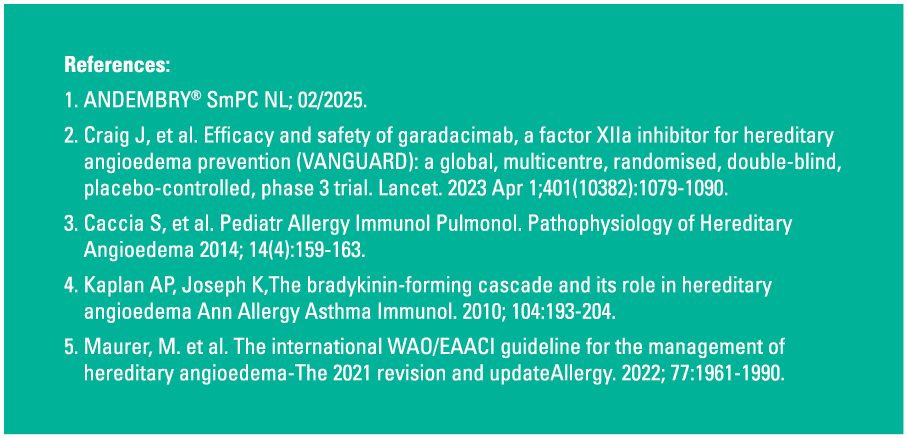 References:
1. ANDEMBRY® SmPC NL; 02/2025.
2. Craig J, et al. Efficacy and safety of garadacimab, a factor XIIa inhibitor for hereditary
angioedema prevention (VANGUARD): a global, multicentre, randomised, double-blind,
placebo-controlled, phase 3 trial. Lancet. 2023 Apr 1;401(10382):1079-1090.
3. Caccia S, et al. Pediatr Allergy Immunol Pulmonol. Pathophysiology of Hereditary
Angioedema 2014; 14(4):159-163.
4. Kaplan AP, Joseph K,The bradykinin-forming cascade and its role in hereditary
angioedema Ann Allergy Asthma Immunol. 2010; 104:193-204.
5. Maurer, M. et al. The international WAO/EAACI guideline for the management of
hereditary angioedema-The 2021 revision and updateAllergy. 2022; 77:1961-1990.